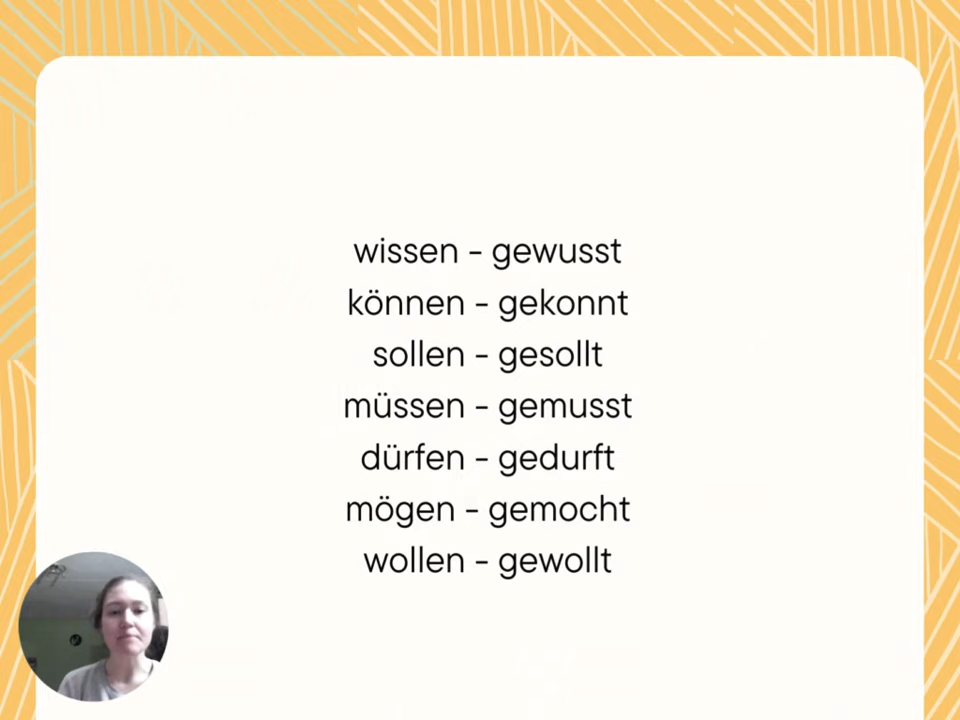 wissen - gewusst
können - gekonnt
sollen - gesollt
müssen - gemusst
dürfen - gedurft
mögen - gemocht
wollen - gewollt